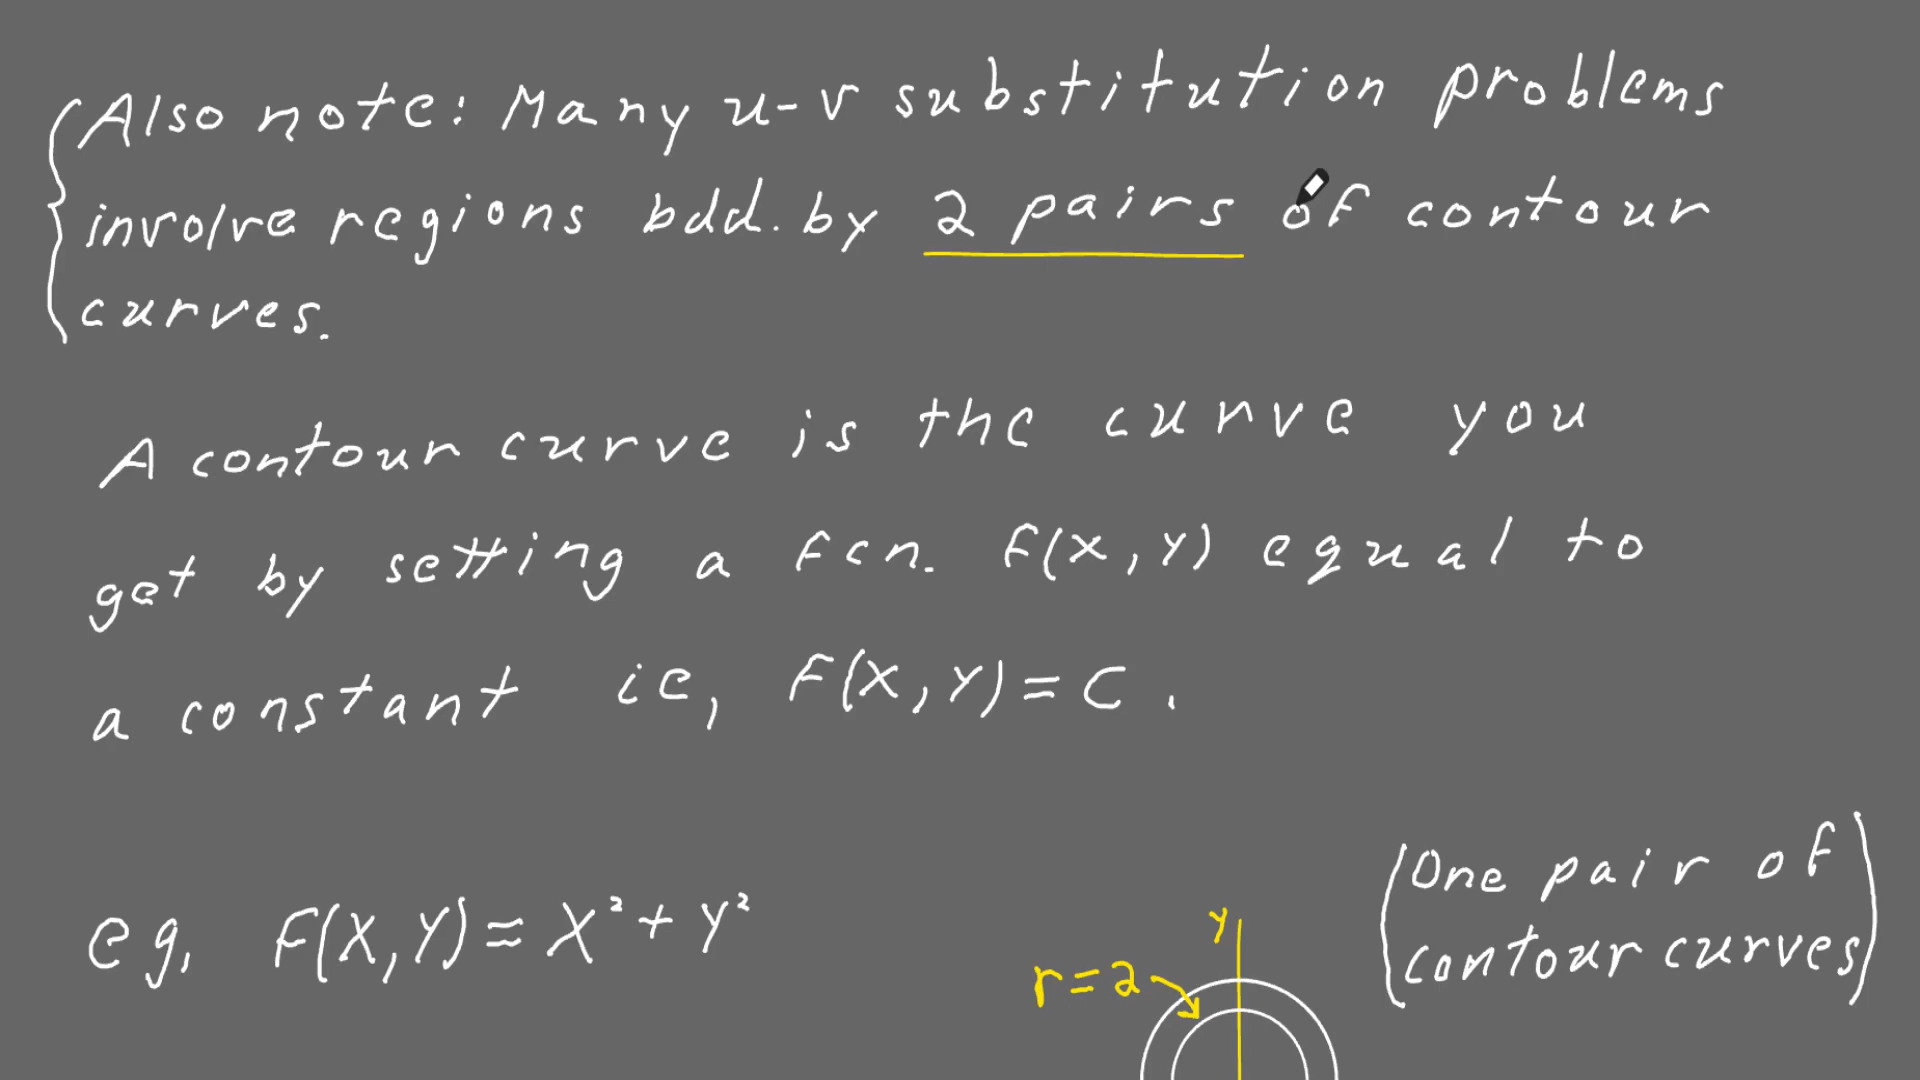 Also note: Many u-v substitution problems
involve regions bdd. by 2 pairs of contour
curves.
A contour curve is the curve you
get by setting a fcn. F(x,y) equal to
a constant ie, F(x,y)=C.
eg, F(x,y)=x²+y²
y
r=2
(One pair of
contour curves)